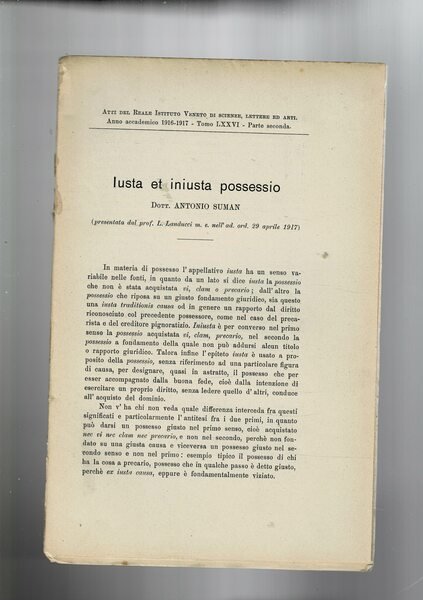 Atti del Reale Istituto Veneto di scienze, lettere ed arti.
Anno accademico 1916-1917 - Tomo LXXVI - Parte seconda.
Iusta et iniusta possessio
Dott. ANTONIO SUMAN
(presentata dal prof. L. Landucci m. e. nell'ad. ord. 29 aprile 1917)
In materia di possesso l'appellativo iusta ha un senso va-
riabile nelle fonti, in quanto da un lato si dice iusta la possessio
che non è stata acquistata vi, clam o precario; dall'altro la
possessio che riposa su un giusto fondamento giuridico, sia questo
una iusta traditionis causa od in genere un rapporto dal diritto
riconosciuto col precedente possessore, come nel caso del preca-
rista e del creditore pignoratizio. Iniusta è per converso nel primo
senso la possessio acquistata vi, clam, precario, nel secondo la
possessio a fondamento della quale non può addursi alcun titolo
o rapporto giuridico. Talora infine l'epiteto iusta è usato a pro-
posito della possessio, senza riferimento ad una particolare figura
di causa, per designare, quasi in astratto, il possesso che per
esser accompagnato dalla buona fede, cioè dalla intenzione di
esercitare un proprio diritto, senza ledere quello d'altri, conduce
all'acquisto del dominio.
Non v'ha chi non veda quale differenza interceda fra questi
significati e particolarmente l'antitesi fra i due primi, in quanto
può darsi un possesso giusto nel primo senso, cioè acquistato
nec vi nec clam nec precario, e non nel secondo, perchè non fon-
dato su una giusta causa e viceversa un possesso giusto nel se-
condo senso e non nel primo: esempio tipico il possesso di chi
ha la cosa a precario, possesso che in qualche passo è detto giusto,
perchè ex iusta causa, eppure è fondamentalmente viziato.